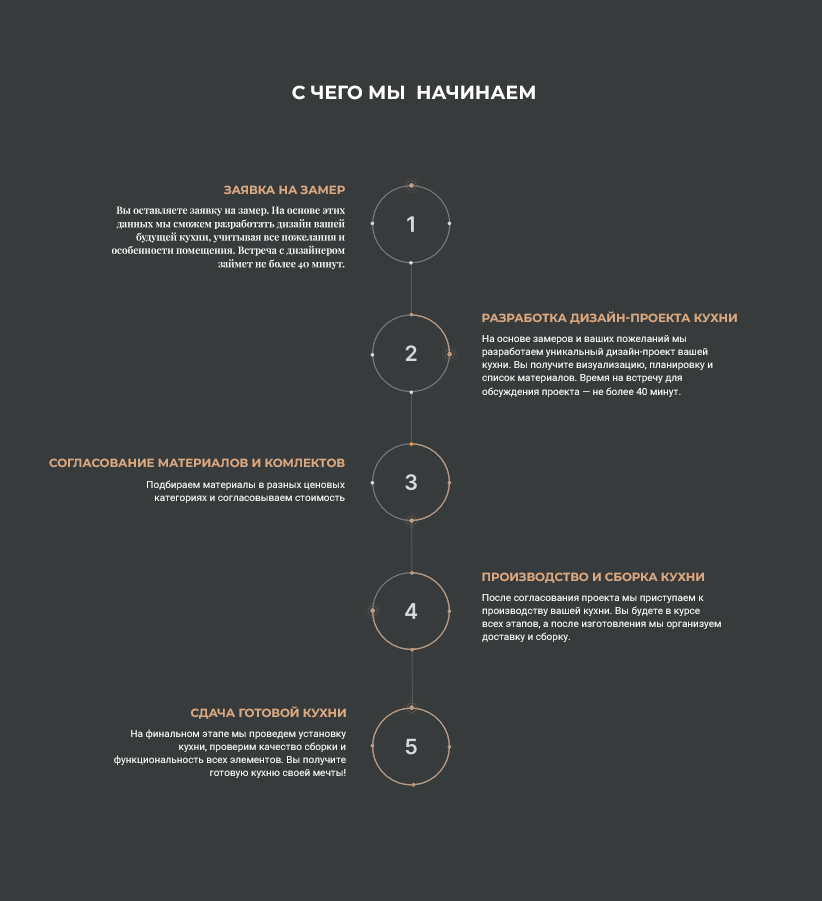 С ЧЕГО МЫ НАЧИНАЕМ
ЗАЯВКА НА ЗАМЕР
Вы оставляете заявку на замер. На основе этих
данных мы сможем разработать дизайн вашей
будущей кухни, учитывая все пожелания и
особенности помещения. Встреча с дизайнером
займет не более 40 минут.
1
РАЗРАБОТКА ДИЗАЙН-ПРОЕКТА КУХНИ
На основе замеров и ваших пожеланий мы
разработаем уникальный дизайн-проект вашей
кухни. Вы получите визуализацию, планировку и
список материалов. Время на встречу для
обсуждения проекта — не более 40 минут.
2
СОГЛАСОВАНИЕ МАТЕРИАЛОВ И КОМЛЕКТОВ
Подбираем материалы в разных ценовых
категориях и согласовываем стоимость
3
ПРОИЗВОДСТВО И СБОРКА КУХНИ
После согласования проекта мы приступаем к
производству вашей кухни. Вы будете в курсе
всех этапов, а после изготовления мы организуем
доставку и сборку.
4
СДАЧА ГОТОВОЙ КУХНИ
На финальном этапе мы проведем установку
кухни, проверим качество сборки и
функциональность всех элементов. Вы получите
готовую кухню своей мечты!
5